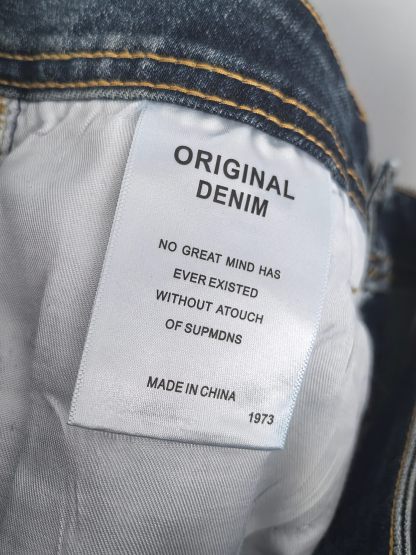 ORIGINAL
DENIM
NO GREAT MIND HAS
EVER EXISTED
WITHOUT ATOUCH
OF SUPMDNS
MADE IN CHINA
1973